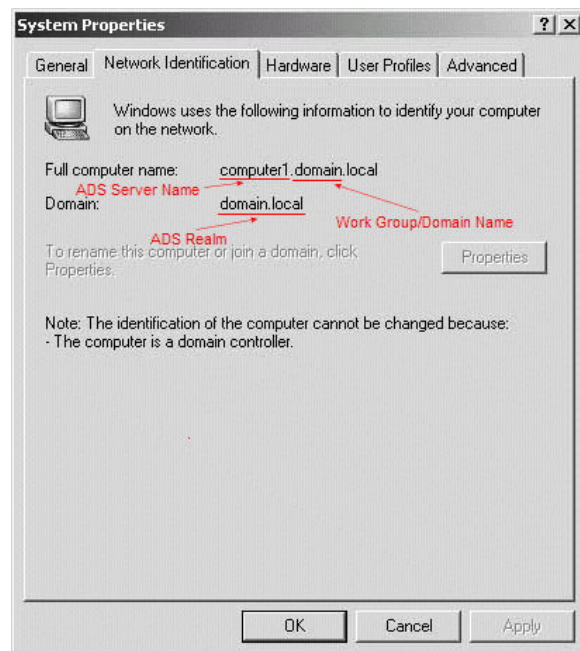 System Properties
? ×
General Network Identification Hardware User Profiles Advanced
Windows uses the following information to identify your computer
on the network.
Full computer name: computer1.domain.local
ADS Server Name
Domain: domain.local
Work Group/Domain Name
ADS Realm
To rename this computer or join a domain, click
Properties.
Properties
Note: The identification of the computer cannot be changed because:
- The computer is a domain controller.
OK Cancel Apply